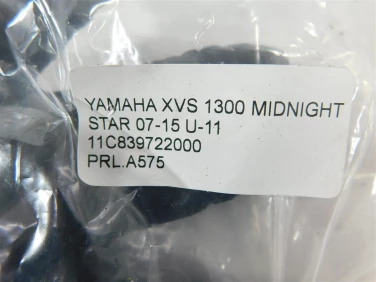 YAMAHA XVS 1300 MIDNIGHT
STAR 07-15 U-11
11C839722000
PRL.A575